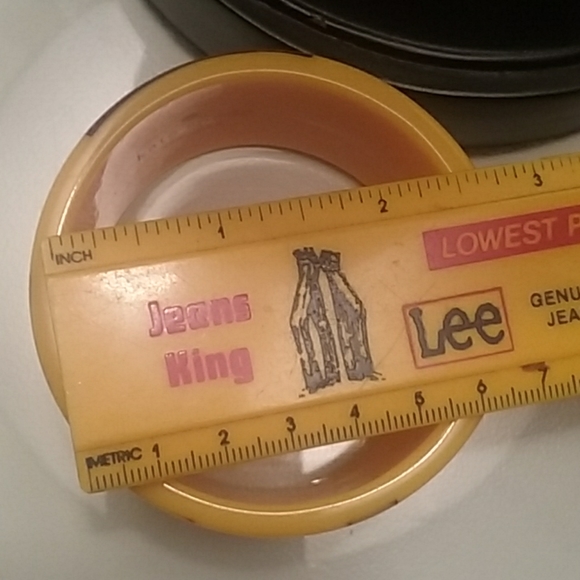 1 2 3
INCH
LOWEST P
Jeans
King
Lee
GENU
JEA
METRIC 1 2 3 4 5 6 7